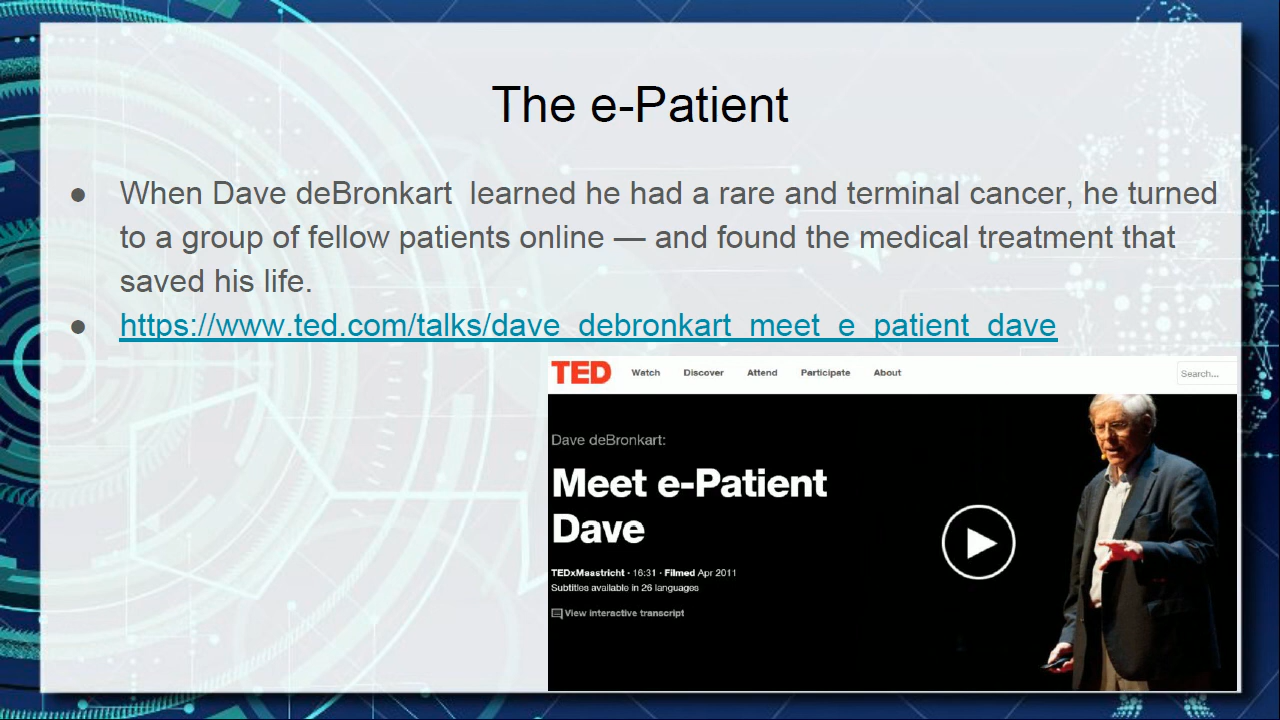 The e-Patient
● When Dave deBronkart  learned he had a rare and terminal cancer, he turned
to a group of fellow patients online — and found the medical treatment that
saved his life.
● https://www.ted.com/talks/dave_debronkart_meet_e_patient_dave
TED Watch Discover Attend Participate About Search...
Dave deBronkart:
Meet e-Patient
Dave
TEDxMaastricht · 16:31 · Filmed Apr 2011
Subtitles available in 26 languages
View interactive transcript